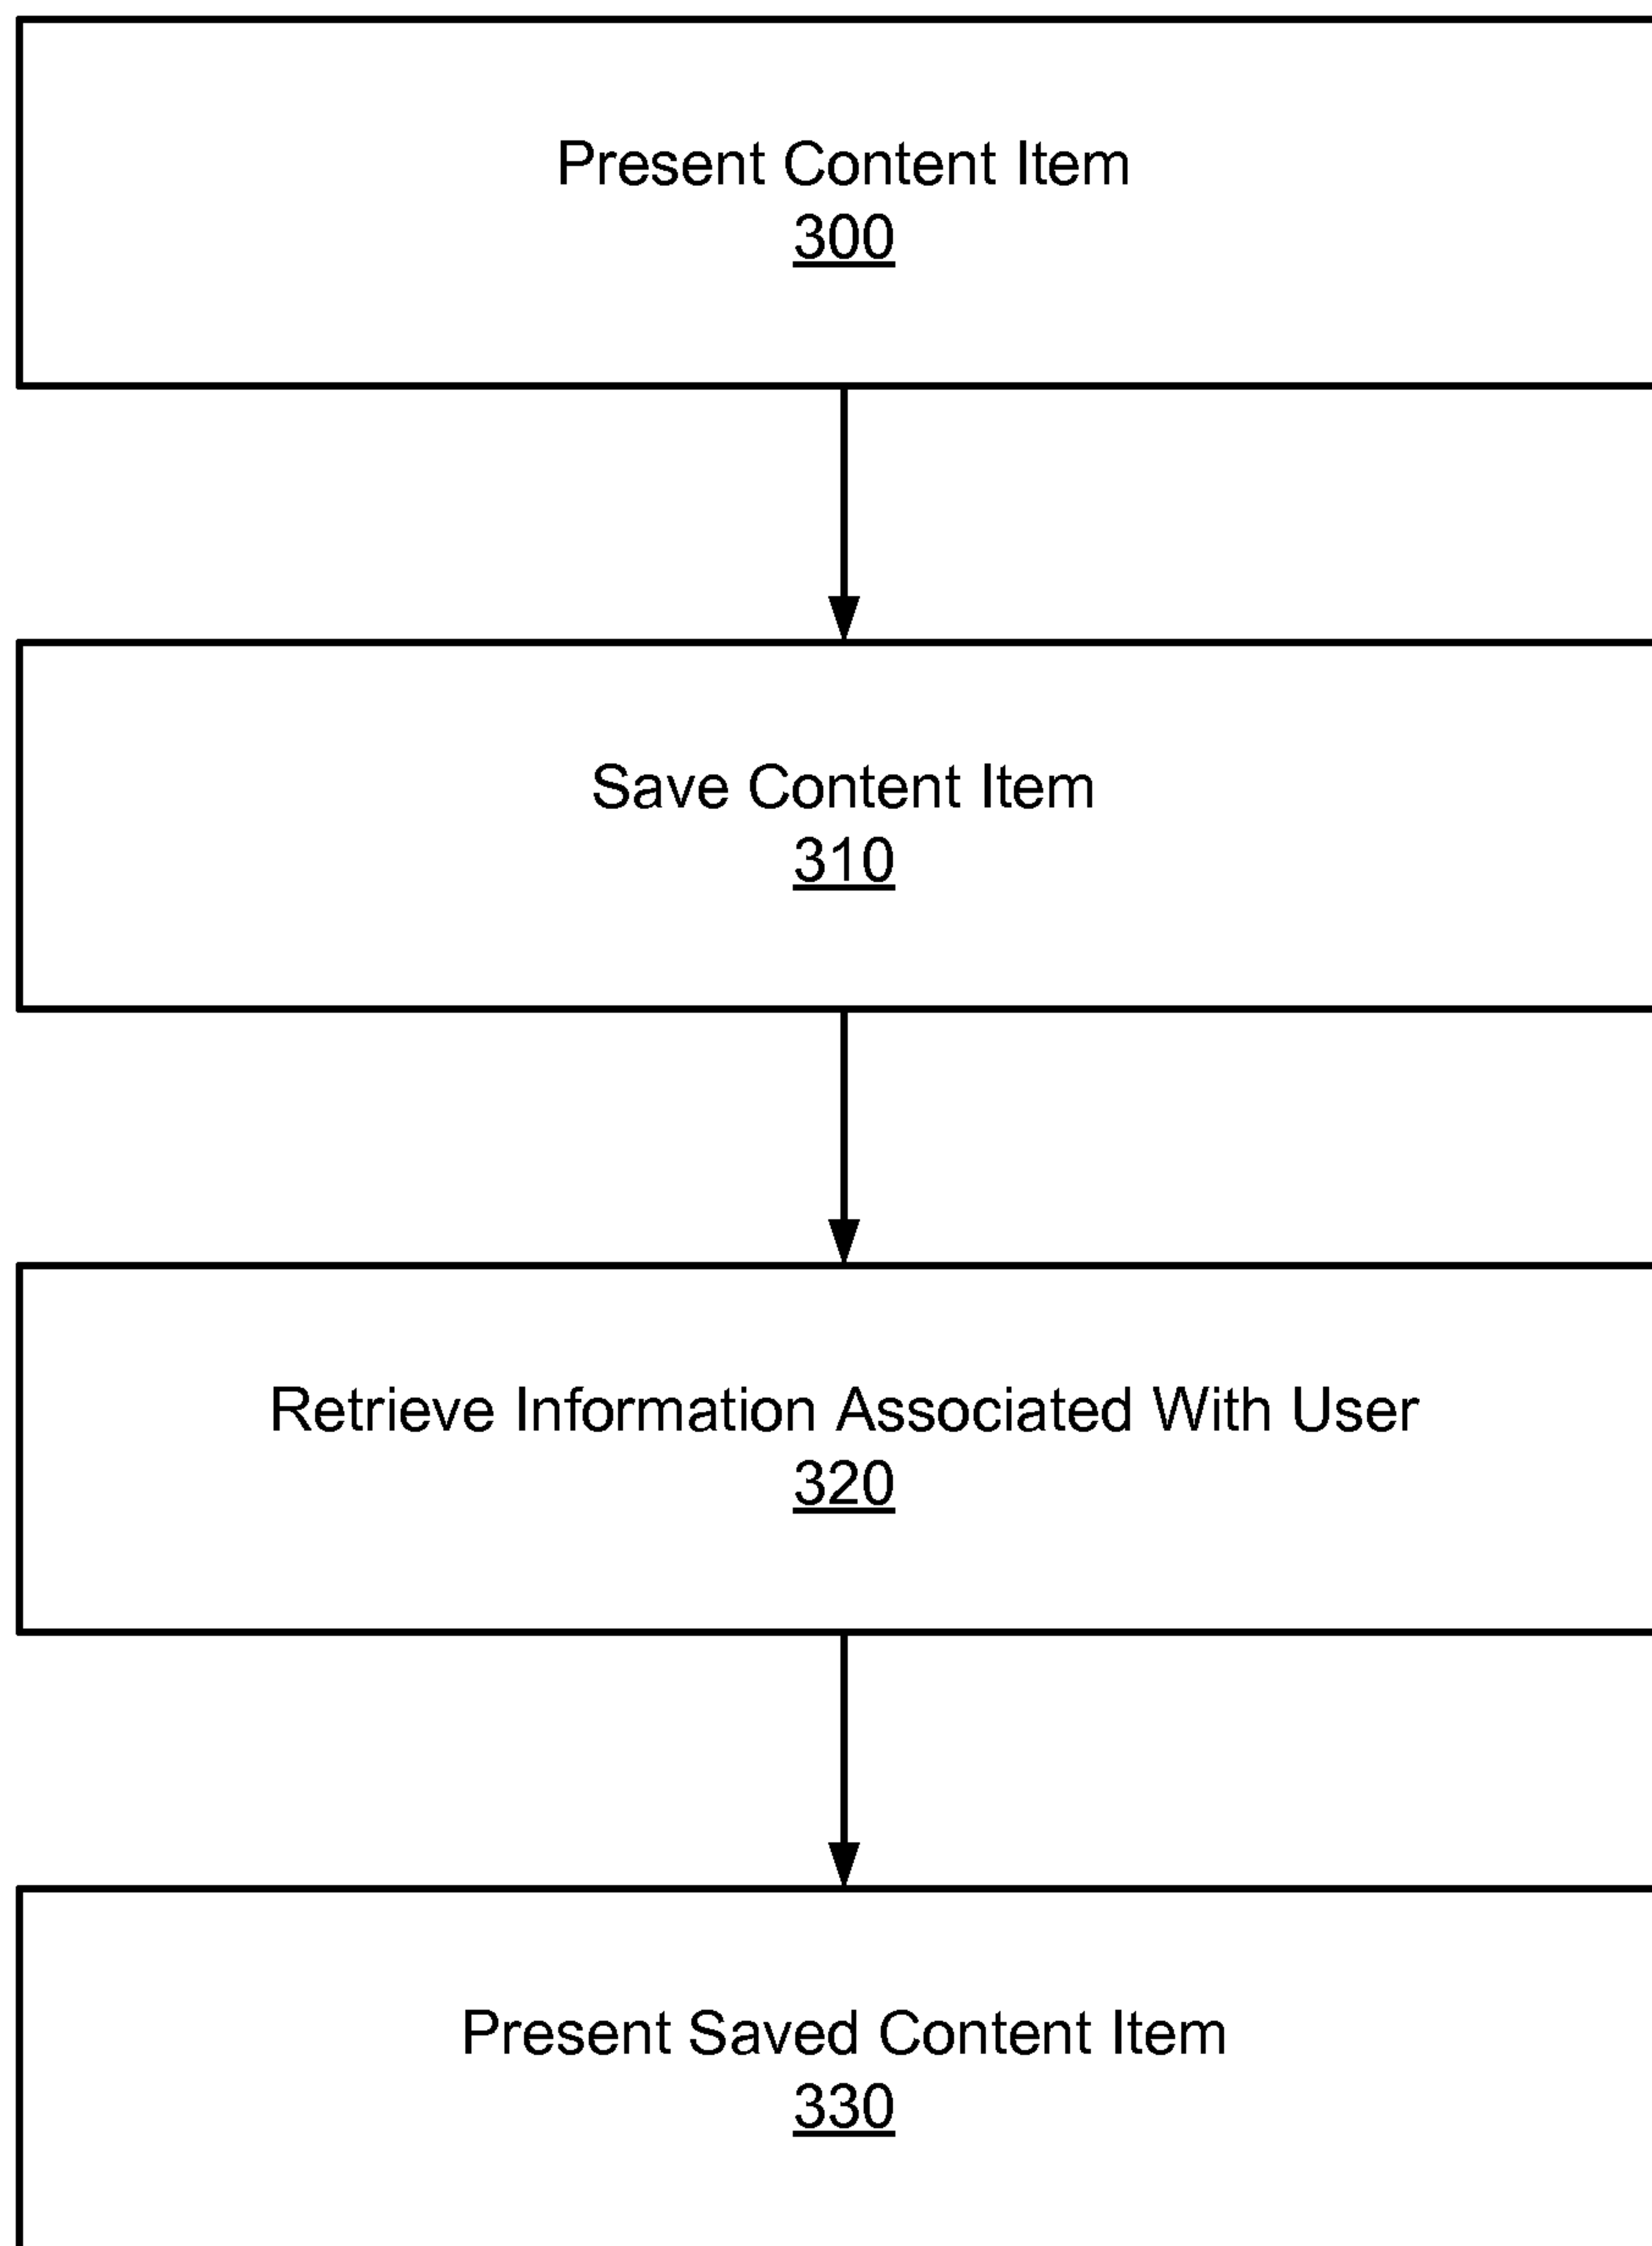 Present Content Item
300
Save Content Item
310
Retrieve Information Associated With User
320
Present Saved Content Item
330